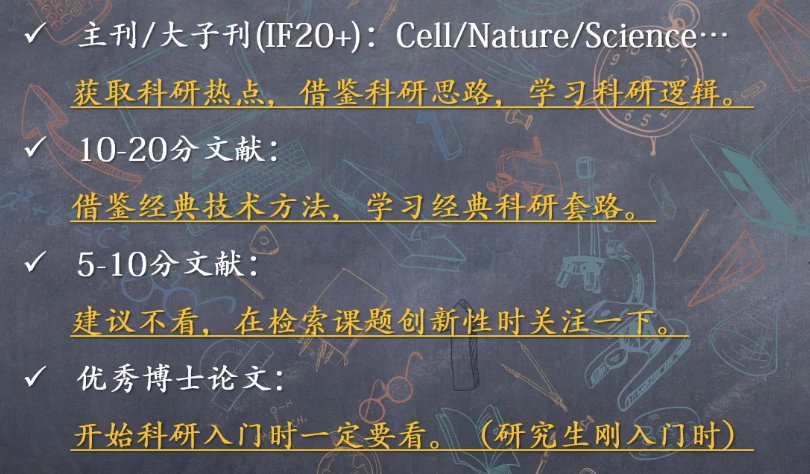 ✓ 主刊/大子刊(IF20+)：Cell/Nature/Science…
获取科研热点，借鉴科研思路，学习科研逻辑。
✓ 10-20分文献：
借鉴经典技术方法，学习经典科研套路。
✓ 5-10分文献：
建议不看，在检索课题创新性时关注一下。
✓ 优秀博士论文：
开始科研入门时一定要看。（研究生刚入门时）